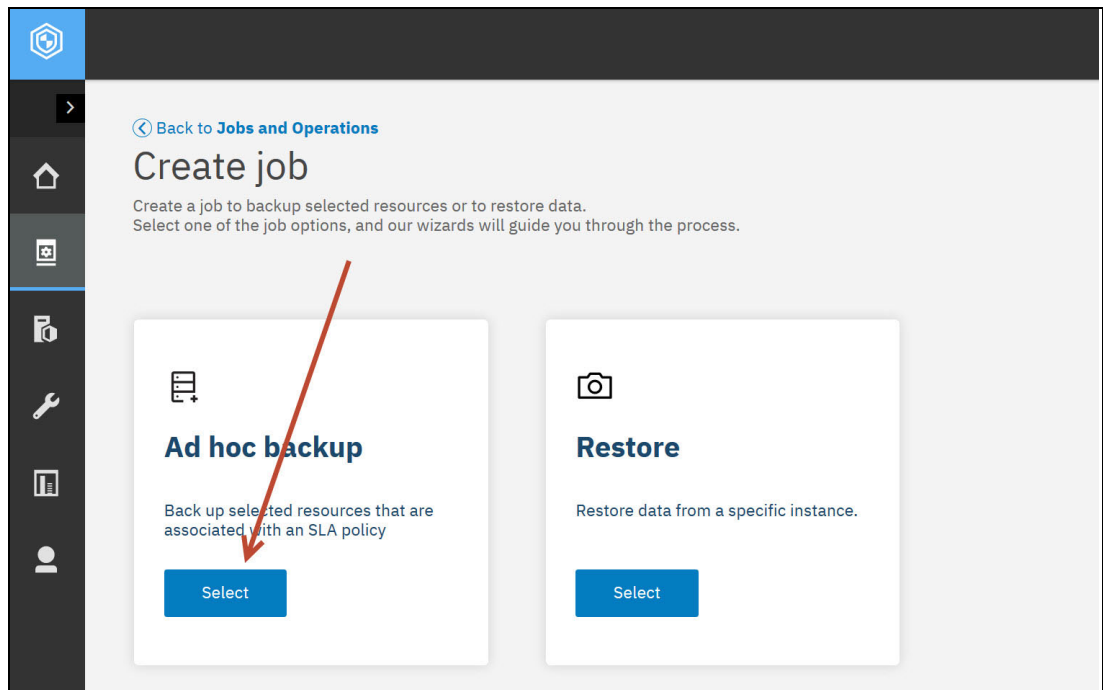 Back to Jobs and Operations
Create job
Create a job to backup selected resources or to restore data.
Select one of the job options, and our wizards will guide you through the process.
Ad hoc backup
Back up selected resources that are
associated with an SLA policy
Select
Restore
Restore data from a specific instance.
Select